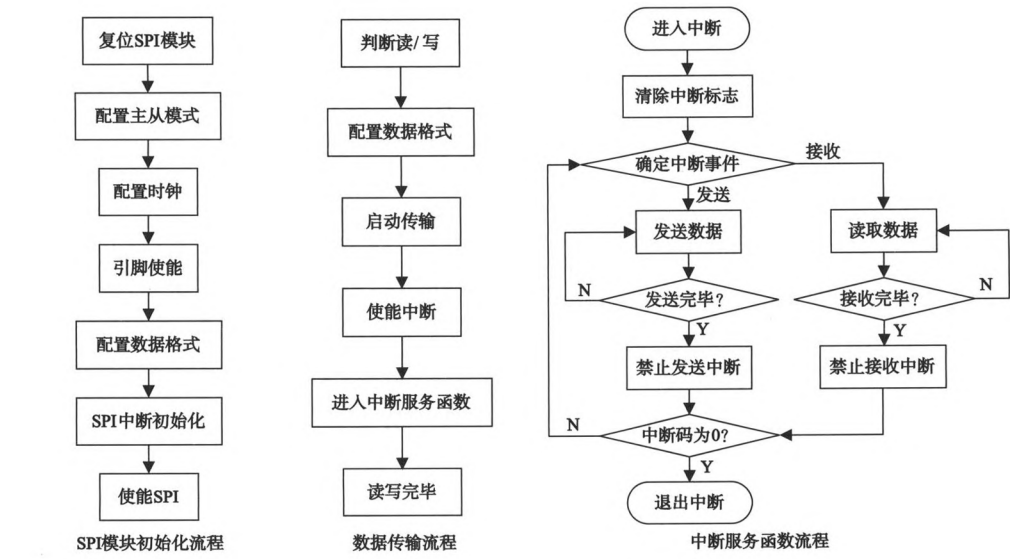 复位SPI模块
配置主从模式
配置时钟
引脚使能
配置数据格式
SPI中断初始化
使能SPI
SPI模块初始化流程
判断读/写
配置数据格式
启动传输
使能中断
进入中断服务函数
读写完毕
数据传输流程
进入中断
清除中断标志
确定中断事件
接收
发送
发送数据
读取数据
N
发送完毕?
接收完毕?
N
Y
Y
禁止发送中断
禁止接收中断
N
中断码为0?
Y
退出中断
中断服务函数流程